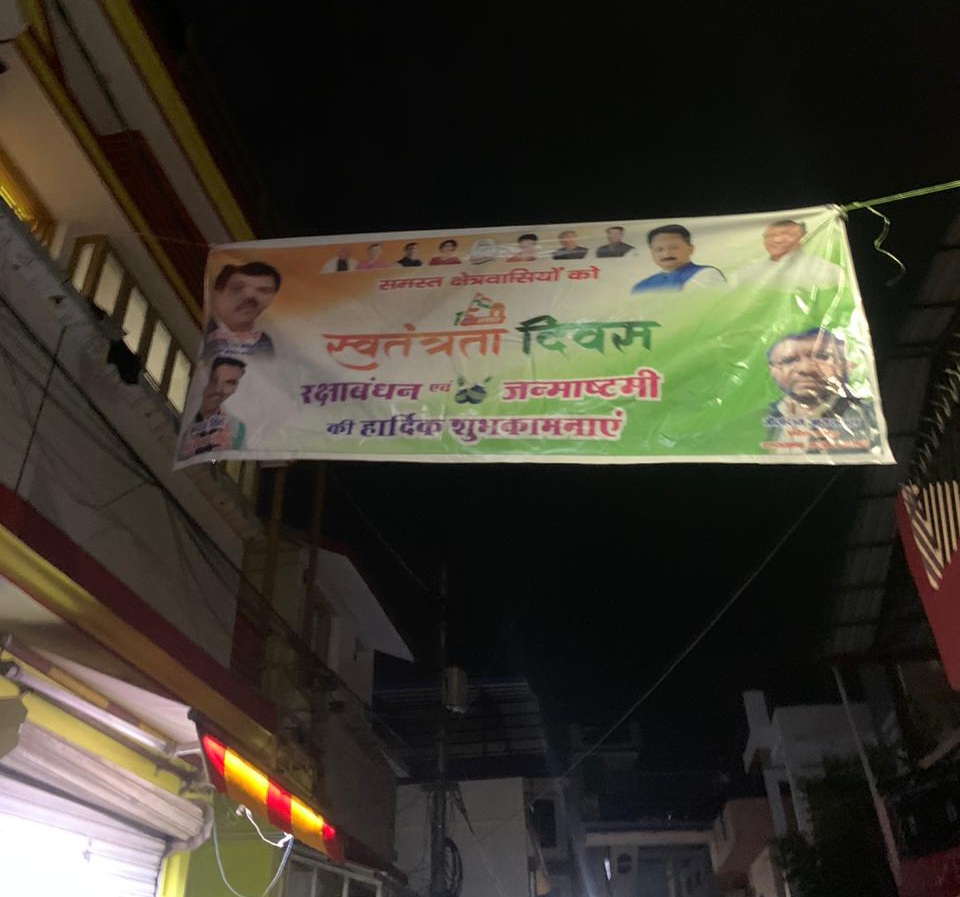 समस्त क्षेत्रवासियों को
स्वतंत्रता दिवस
रक्षाबंधन एवं जन्माष्टमी
की हार्दिक शुभकामनाएं